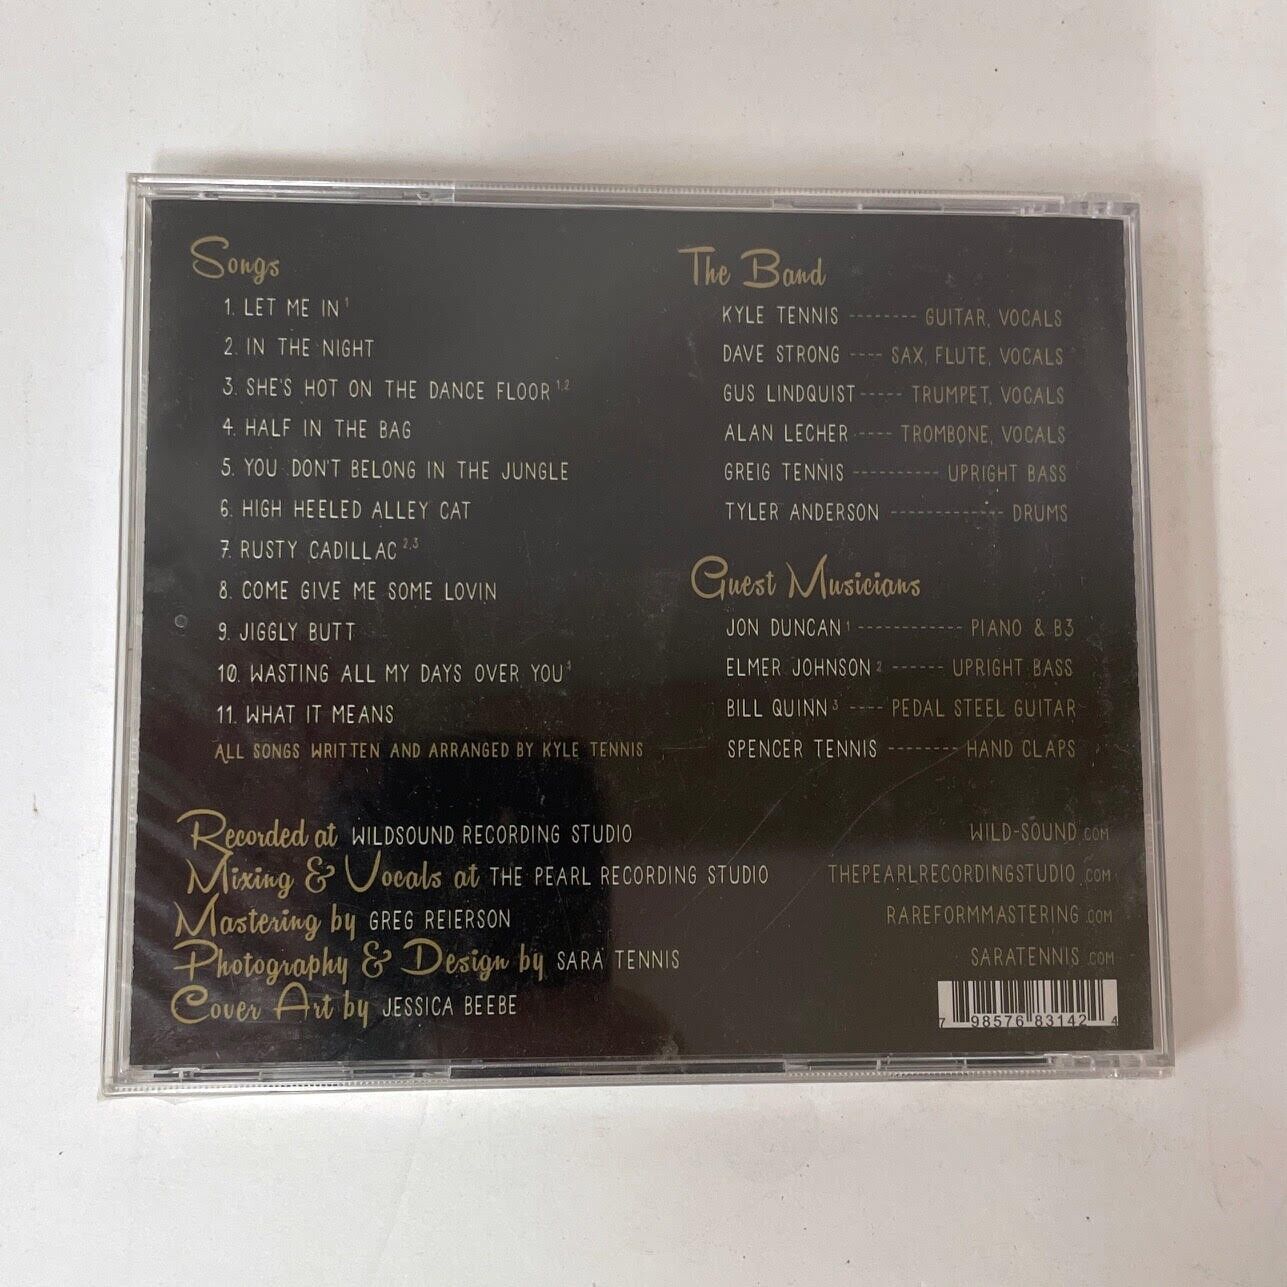 Songs
1. LET ME IN ¹
2. IN THE NIGHT
3. SHE'S HOT ON THE DANCE FLOOR ¹,²
4. HALF IN THE BAG
5. YOU DON'T BELONG IN THE JUNGLE
6. HIGH HEELED ALLEY CAT
7. RUSTY CADILLAC ²,³
8. COME GIVE ME SOME LOVIN
9. JIGGLY BUTT
10. WASTING ALL MY DAYS OVER YOU
11. WHAT IT MEANS
ALL SONGS WRITTEN AND ARRANGED BY KYLE TENNIS
The Band
KYLE TENNIS -------- GUITAR, VOCALS
DAVE STRONG ---- SAX, FLUTE, VOCALS
GUS LINDQUIST ----- TRUMPET, VOCALS
ALAN LECHER ---- TROMBONE, VOCALS
GREIG TENNIS ---------- UPRIGHT BASS
TYLER ANDERSON ------------- DRUMS
Guest Musicians
JON DUNCAN ¹ ------------ PIANO & B3
ELMER JOHNSON ² ------ UPRIGHT BASS
BILL QUINN ³ ---- PEDAL STEEL GUITAR
SPENCER TENNIS -------- HAND CLAPS
Recorded at WILDSOUND RECORDING STUDIO WILD-SOUND.COM
Mixing & Vocals at THE PEARL RECORDING STUDIO THEPEARLRECORDINGSTUDIO.COM
Mastering by GREG REIERSON RAREFORMMASTERING.COM
Photography & Design by SARA TENNIS SARATENNIS.COM
Cover Art by JESSICA BEEBE
7 98576 83142 4